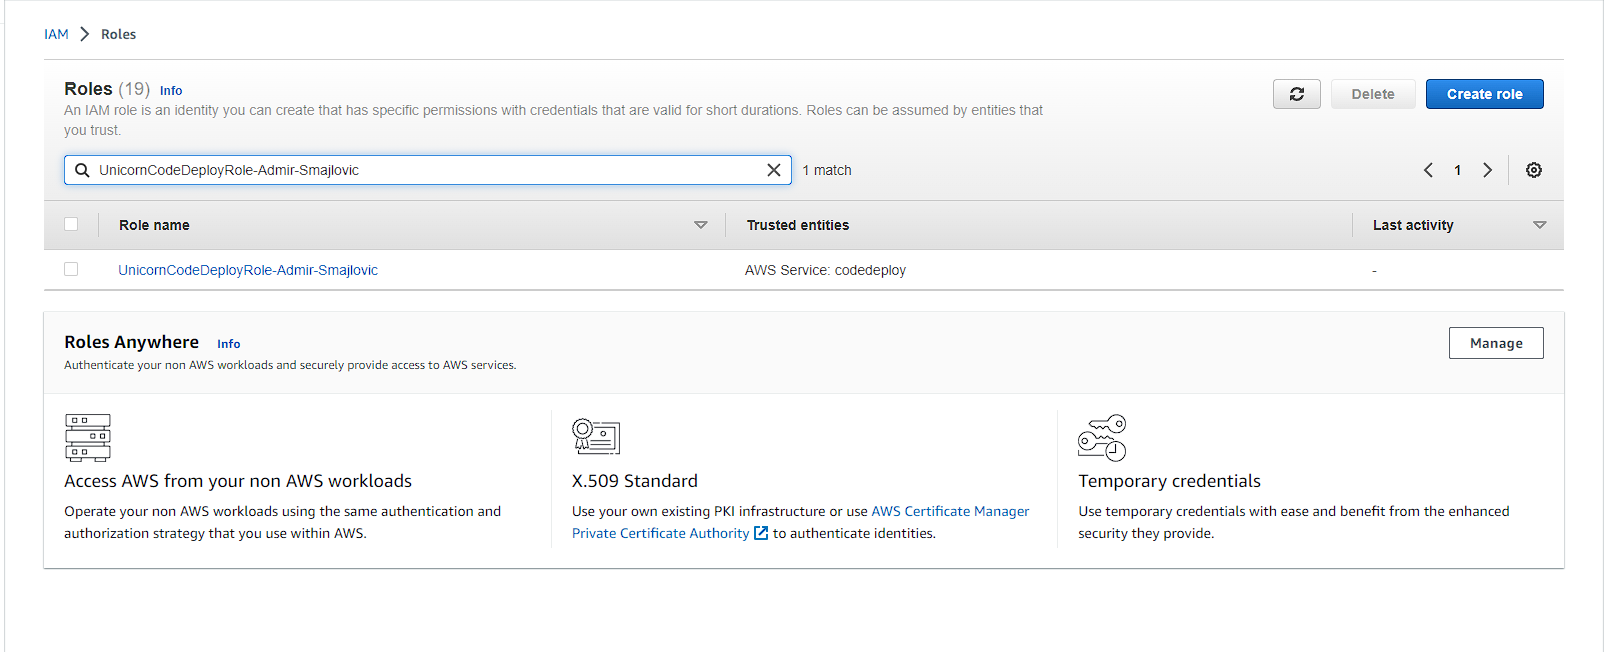 IAM > Roles
Roles (19) Info
An IAM role is an identity you can create that has specific permissions with credentials that are valid for short durations. Roles can be assumed by entities that
you trust.
Delete
Create role
UnicornCodeDeployRole-Admir-Smajlovic
1 match
1
Role name
Trusted entities
Last activity
UnicornCodeDeployRole-Admir-Smajlovic
AWS Service: codedeploy
-
Roles Anywhere Info
Authenticate your non AWS workloads and securely provide access to AWS services.
Manage
Access AWS from your non AWS workloads
Operate your non AWS workloads using the same authentication and
authorization strategy that you use within AWS.
X.509 Standard
Use your own existing PKI infrastructure or use AWS Certificate Manager
Private Certificate Authority to authenticate identities.
Temporary credentials
Use temporary credentials with ease and benefit from the enhanced
security they provide.